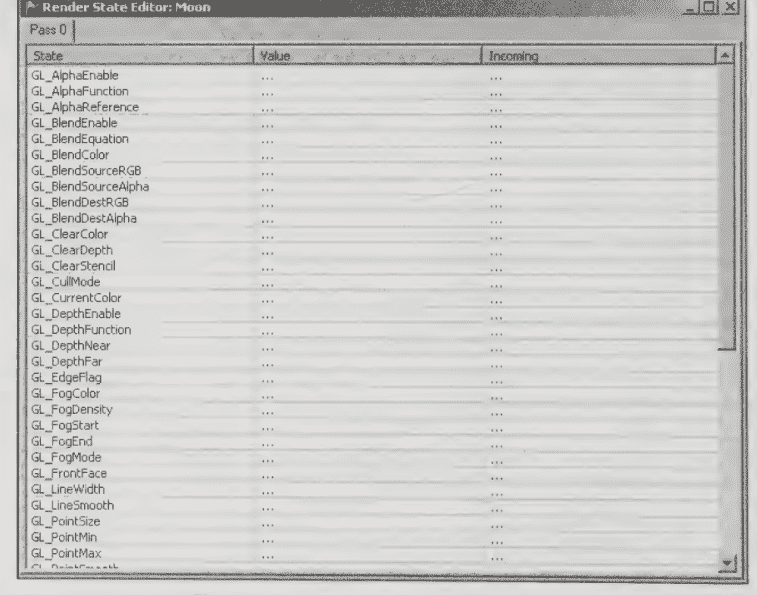 Render State Editor: Moon
Pass 0
State Value Incoming
GL_AlphaEnable ... ...
GL_AlphaFunction ... ...
GL_AlphaReference ... ...
GL_BlendEnable ... ...
GL_BlendEquation ... ...
GL_BlendColor ... ...
GL_BlendSourceRGB ... ...
GL_BlendSourceAlpha ... ...
GL_BlendDestRGB ... ...
GL_BlendDestAlpha ... ...
GL_ClearColor ... ...
GL_ClearDepth ... ...
GL_ClearStencil ... ...
GL_CullMode ... ...
GL_CurrentColor ... ...
GL_DepthEnable ... ...
GL_DepthFunction ... ...
GL_DepthNear ... ...
GL_DepthFar ... ...
GL_EdgeFlag ... ...
GL_FogColor ... ...
GL_FogDensity ... ...
GL_FogStart ... ...
GL_FogEnd ... ...
GL_FogMode ... ...
GL_FrontFace ... ...
GL_LineWidth ... ...
GL_LineSmooth ... ...
GL_PointSize ... ...
GL_PointMin ... ...
GL_PointMax ... ...